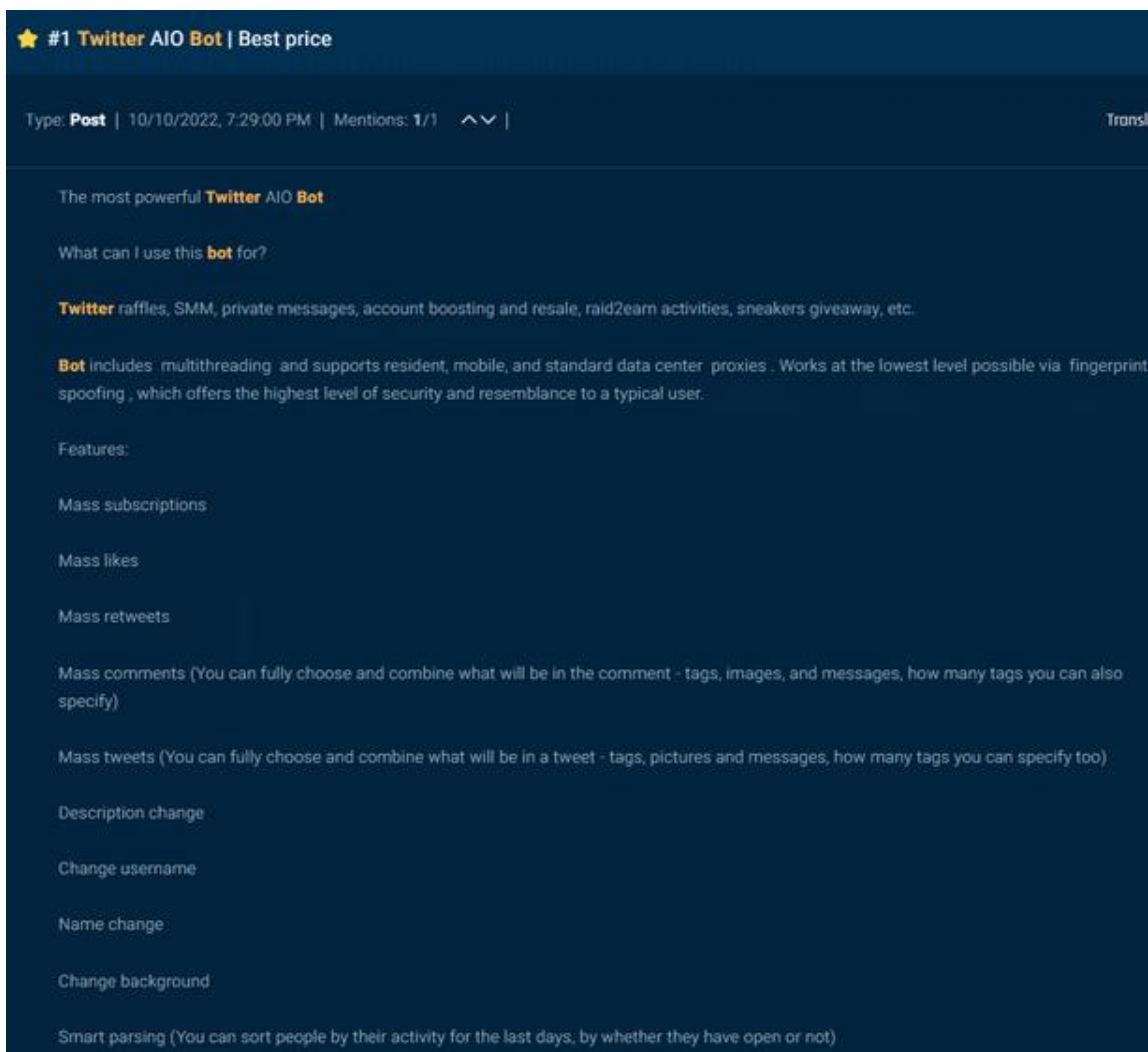 #1 Twitter AIO Bot | Best price
Type: Post | 10/10/2022, 7:29:00 PM | Mentions: 1/1 |
Transl
The most powerful Twitter AIO Bot
What can I use this bot for?
Twitter raffles, SMM, private messages, account boosting and resale, raid2earn activities, sneakers giveaway, etc.
Bot includes multithreading and supports resident, mobile, and standard data center proxies . Works at the lowest level possible via fingerprint
spoofing , which offers the highest level of security and resemblance to a typical user.
Features:
Mass subscriptions
Mass likes
Mass retweets
Mass comments (You can fully choose and combine what will be in the comment - tags, images, and messages, how many tags you can also
specify)
Mass tweets (You can fully choose and combine what will be in a tweet - tags, pictures and messages, how many tags you can specify too)
Description change
Change username
Name change
Change background
Smart parsing (You can sort people by their activity for the last days, by whether they have open or not)